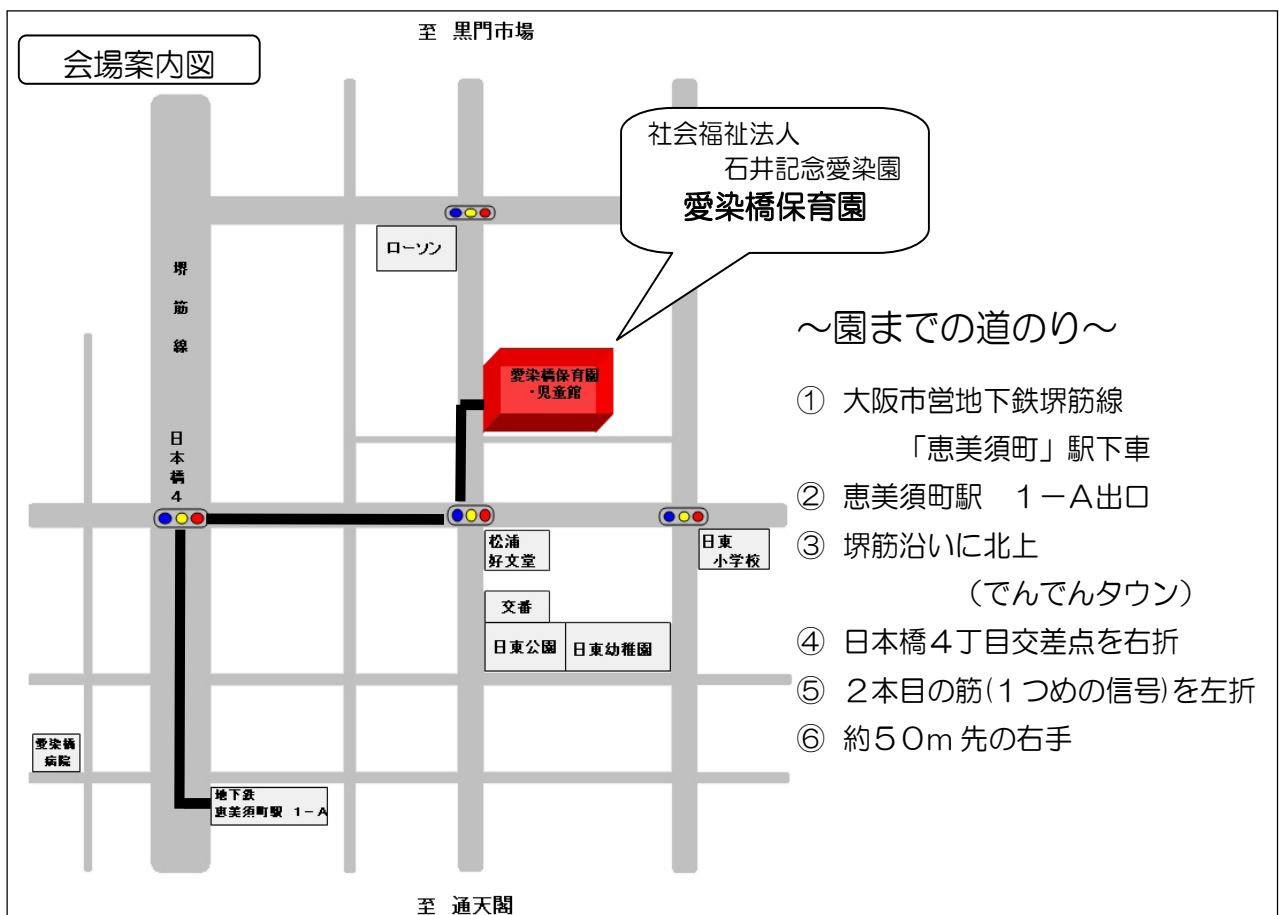 至 黒門市場
会場案内図
社会福祉法人
石井記念愛染園
愛染橋保育園
ローソン
堺筋線
愛染橋保育園
・児童館
日本橋4
松浦
好文堂
日東
小学校
交番
日東公園
日東幼稚園
愛染橋
病院
地下鉄
恵美須町駅 1-A
至 通天閣
～園までの道のり～
① 大阪市営地下鉄堺筋線
「恵美須町」駅下車
② 恵美須町駅 1-A出口
③ 堺筋沿いに北上
(でんでんタウン)
④ 日本橋4丁目交差点を右折
⑤ 2本目の筋(1つめの信号)を左折
⑥ 約50m先の右手